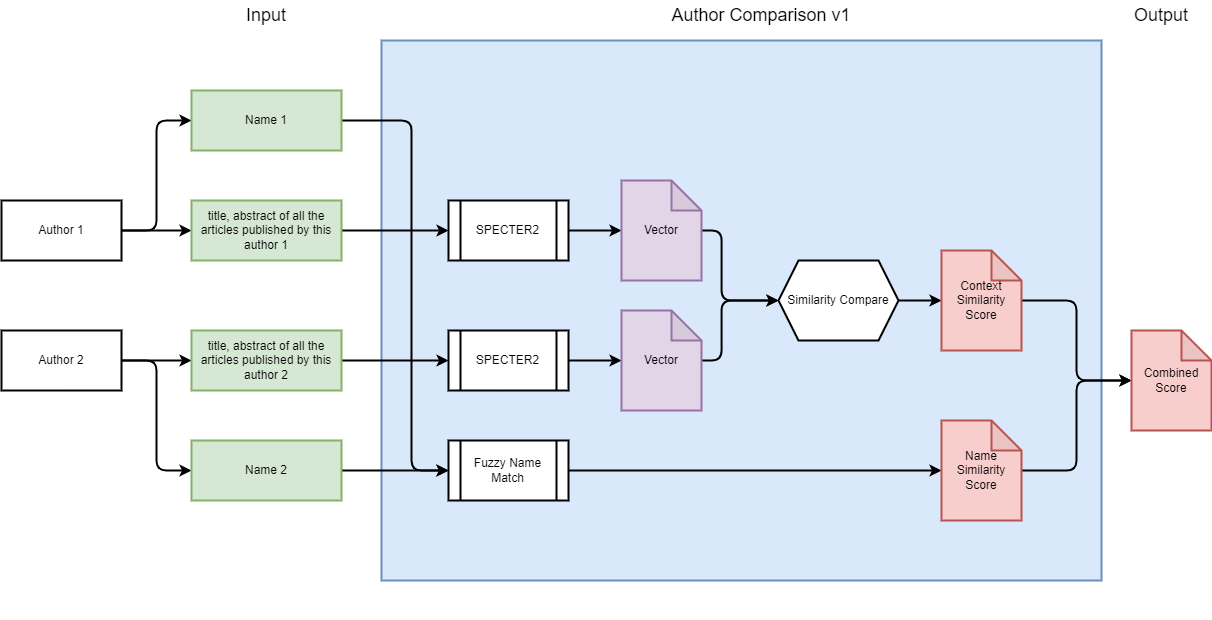 Input
Author Comparison v1
Output
Name 1
Author 1
title, abstract of all the
articles published by this
author 1
SPECTER2
Vector
Similarity Compare
Context
Similarity
Score
Author 2
title, abstract of all the
articles published by this
author 2
SPECTER2
Vector
Combined
Score
Name 2
Fuzzy Name
Match
Name
Similarity
Score